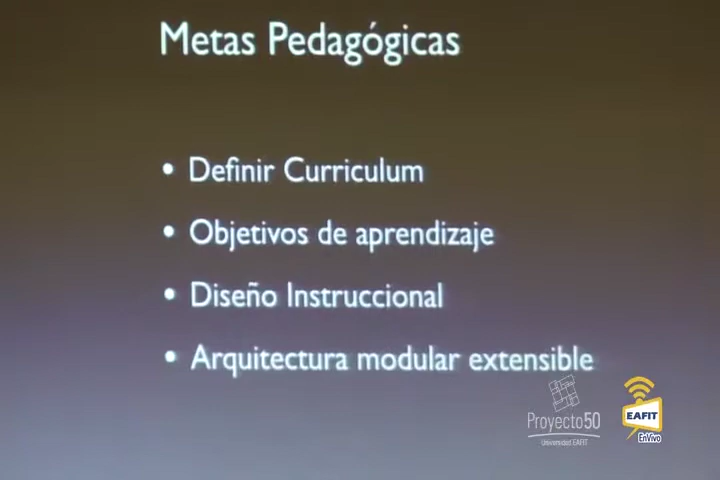 Metas Pedagógicas
• Definir Curriculum
• Objetivos de aprendizaje
• Diseño Instruccional
• Arquitectura modular extensible
Proyecto50
Universidad EAFIT
EAFIT
EnVivo